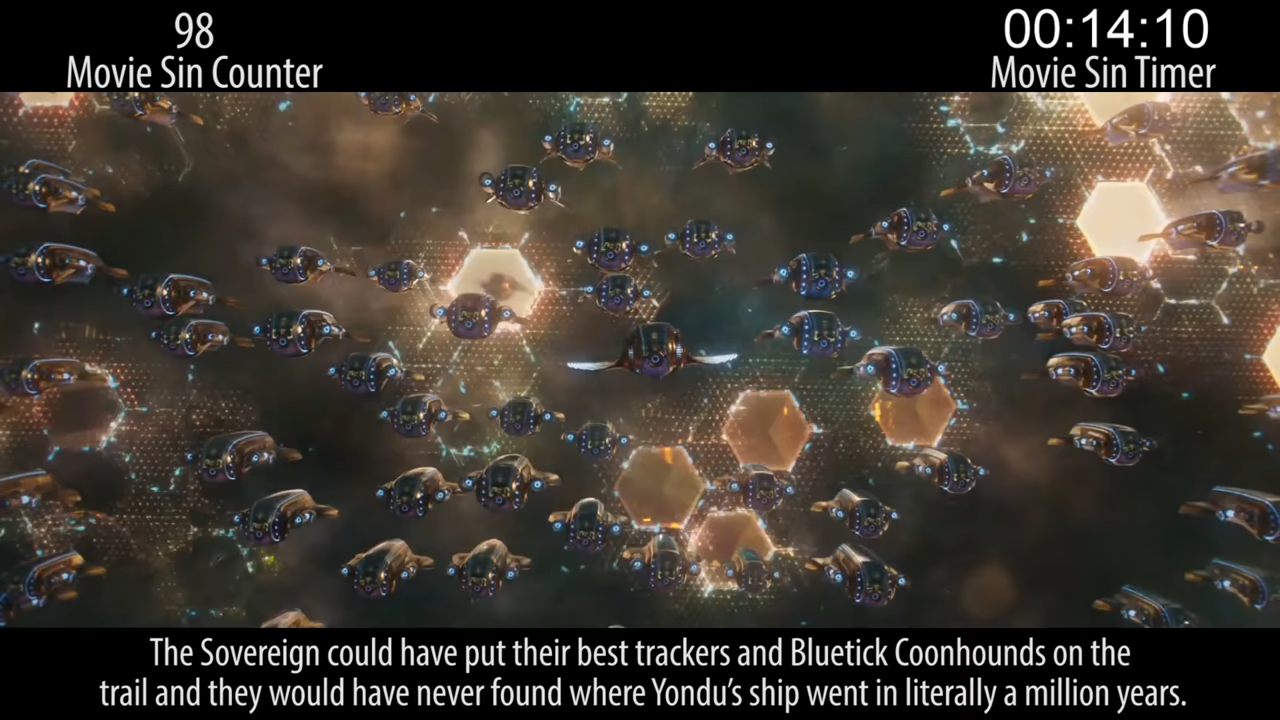 98
Movie Sin Counter
00:14:10
Movie Sin Timer
The Sovereign could have put their best trackers and Bluetick Coonhounds on the
trail and they would have never found where Yondu's ship went in literally a million years.